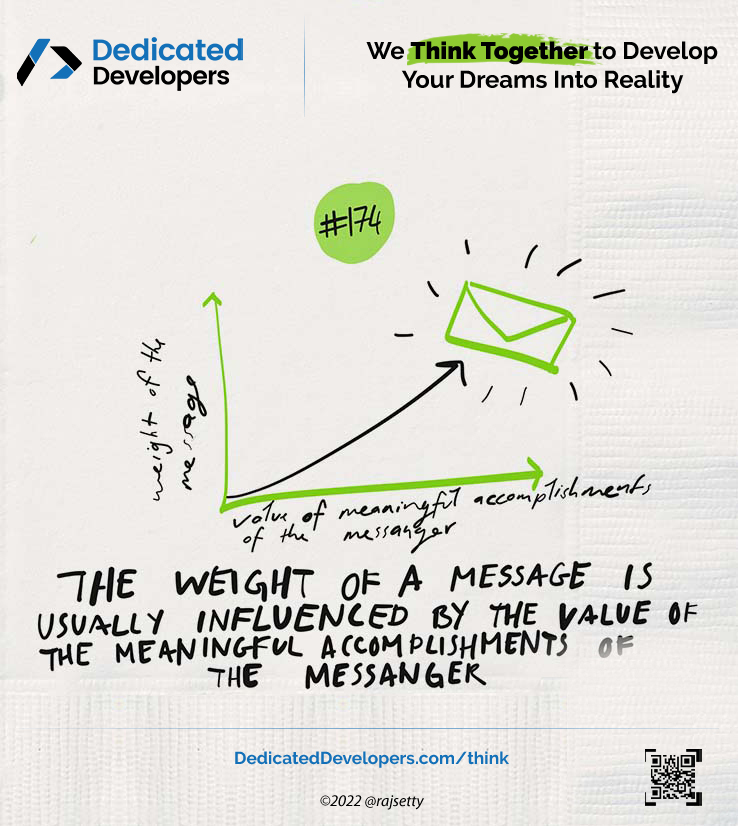 Dedicated
Developers
We Think Together to Develop
Your Dreams Into Reality
#174
weight of the
message
value of meaningful accomplishments
of the messanger
THE WEIGHT OF A MESSAGE IS
USUALLY INFLUENCED BY THE VALUE OF
THE MEANINGFUL ACCOMPLISHMENTS OF
THE MESSANGER
DedicatedDevelopers.com/think
©2022 @rajsetty